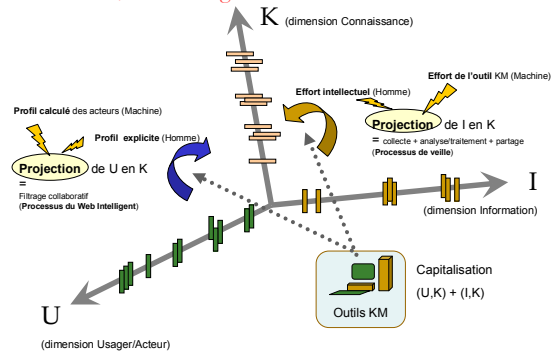 K (dimension Connaissance)
Effort intellectuel (Homme)
Effort de l'outil KM (Machine)
Profil calculé des acteurs (Machine)
Profil explicite (Homme)
Projection de I en K
= collecte + analyse/traitement + partage
(Processus de veille)
Projection de U en K
=
Filtrage collaboratif
(Processus du Web Intelligent)
I
(dimension Information)
Capitalisation
(U,K) + (I,K)
Outils KM
U
(dimension Usager/Acteur)